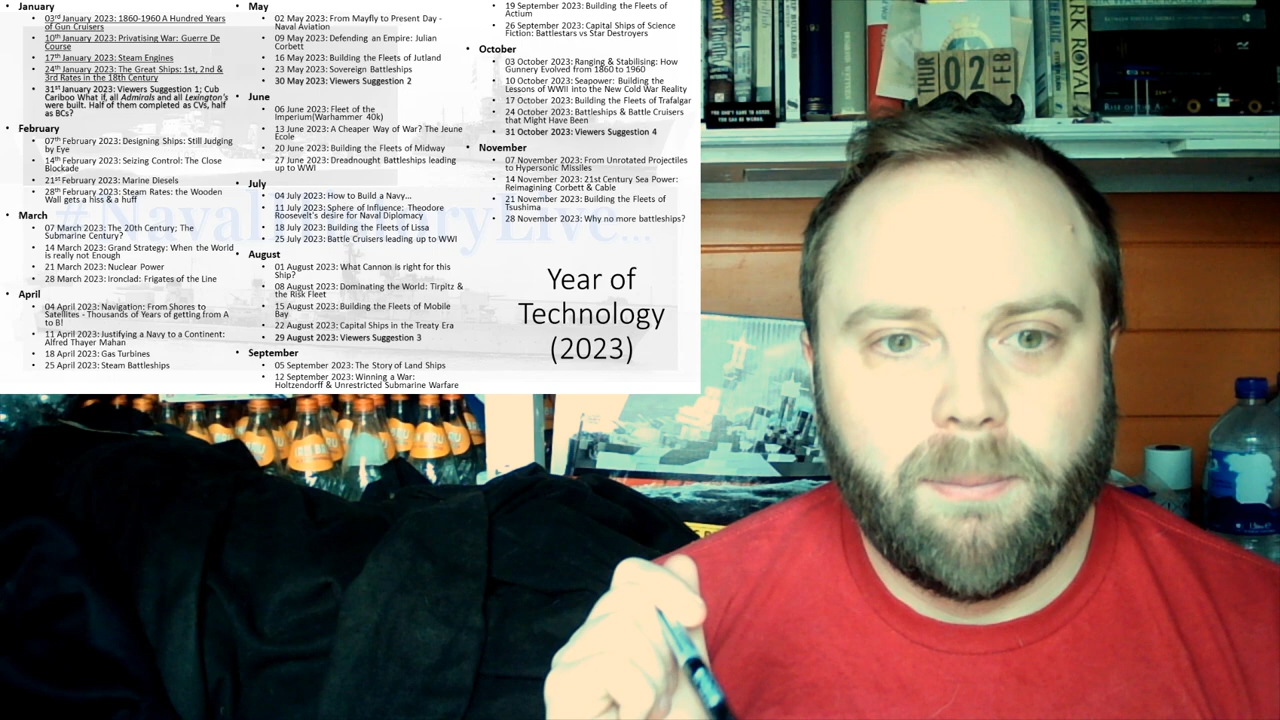 January
03rd January 2023: 1860-1960 A Hundred Years
of Gun Cruisers
10th January 2023: Privatising War: Guerre De
Course
17th January 2023: Steam Engines
24th January 2023: The Great Ships: 1st, 2nd &
3rd Rates in the 18th Century
31st January 2023: Viewers Suggestion 1; Cub
Cariboo What if, all Admirals and all Lexington's
were built. Half of them completed as CVs, half
as BCs?
February
07th February 2023: Designing Ships: Still Judging
by Eye
14th February 2023: Seizing Control: The Close
Blockade
21st February 2023: Marine Diesels
28th February 2023: Steam Rates: the Wooden
Wall gets a hiss & a huff
March
07 March 2023: The 20th Century; The
Submarine Century?
14 March 2023: Grand Strategy: When the World
is really not Enough
21 March 2023: Nuclear Power
28 March 2023: Ironclad: Frigates of the Line
April
04 April 2023: Navigation: From Shores to
Satellites - Thousands of Years of getting from A
to B!
11 April 2023: Justifying a Navy to a Continent:
Alfred Thayer Mahan
18 April 2023: Gas Turbines
25 April 2023: Steam Battleships
May
02 May 2023: From Mayfly to Present Day -
Naval Aviation
09 May 2023: Defending an Empire: Julian
Corbett
16 May 2023: Building the Fleets of Jutland
23 May 2023: Sovereign Battleships
30 May 2023: Viewers Suggestion 2
June
06 June 2023: Fleet of the
Imperium(Warhammer 40k)
13 June 2023: A Cheaper Way of War? The Jeune
Ecole
20 June 2023: Building the Fleets of Midway
27 June 2023: Dreadnought Battleships leading
up to WWI
July
04 July 2023: How to Build a Navy...
11 July 2023: Sphere of Influence: Theodore
Roosevelt's desire for Naval Diplomacy
18 July 2023: Building the Fleets of Lissa
25 July 2023: Battle Cruisers leading up to WWI
August
01 August 2023: What Cannon is right for this
Ship?
08 August 2023: Dominating the World: Tirpitz &
the Risk Fleet
15 August 2023: Building the Fleets of Mobile
Bay
22 August 2023: Capital Ships in the Treaty Era
29 August 2023: Viewers Suggestion 3
September
05 September 2023: The Story of Land Ships
12 September 2023: Winning a War:
Holtzendorff & Unrestricted Submarine Warfare
19 September 2023: Building the Fleets of
Actium
26 September 2023: Capital Ships of Science
Fiction: Battlestars vs Star Destroyers
October
03 October 2023: Ranging & Stabilising: How
Gunnery Evolved from 1860 to 1960
10 October 2023: Seapower: Building the
Lessons of WWII into the New Cold War Reality
17 October 2023: Building the Fleets of Trafalgar
24 October 2023: Battleships & Battle Cruisers
that Might Have Been
31 October 2023: Viewers Suggestion 4
November
07 November 2023: From Unrotated Projectiles
to Hypersonic Missiles
14 November 2023: 21st Century Sea Power:
Reimagining Corbett & Cable
21 November 2023: Building the Fleets of
Tsushima
28 November 2023: Why no more battleships?
Year of
Technology
(2023)
THUR 02 FEB
ARK ROYAL